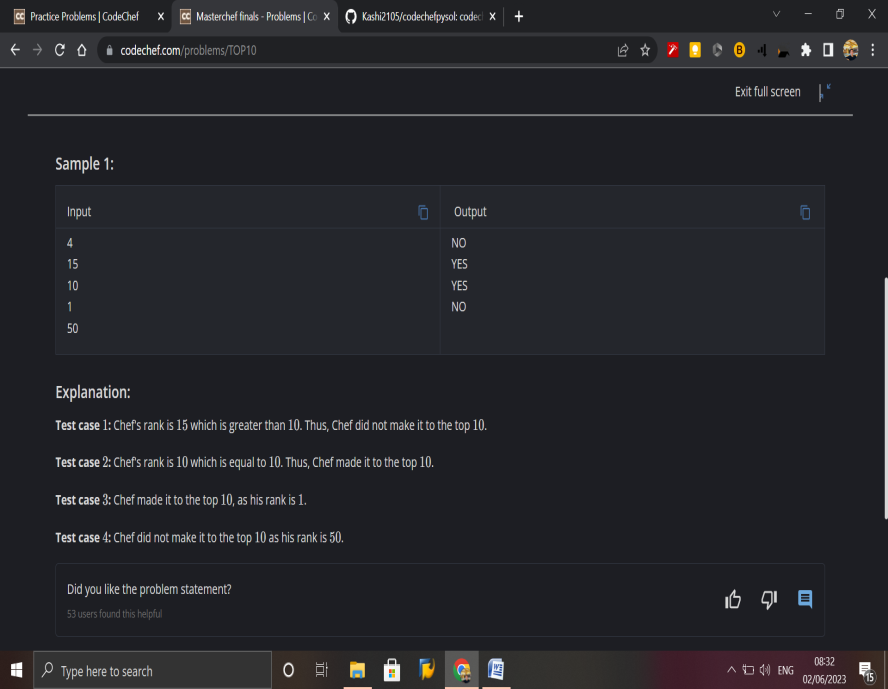 Practice Problems | CodeChef
Masterchef finals - Problems | Co
Kashi2105/codechefpysol: codec
codechef.com/problems/TOP10
Exit full screen
Sample 1:
Input
Output
4
NO
15
YES
10
YES
1
NO
50
Explanation:
Test case 1: Chef's rank is 15 which is greater than 10. Thus, Chef did not make it to the top 10.
Test case 2: Chef's rank is 10 which is equal to 10. Thus, Chef made it to the top 10.
Test case 3: Chef made it to the top 10, as his rank is 1.
Test case 4: Chef did not make it to the top 10 as his rank is 50.
Did you like the problem statement?
53 users found this helpful
Type here to search
ENG
08:32
02/06/2023
15